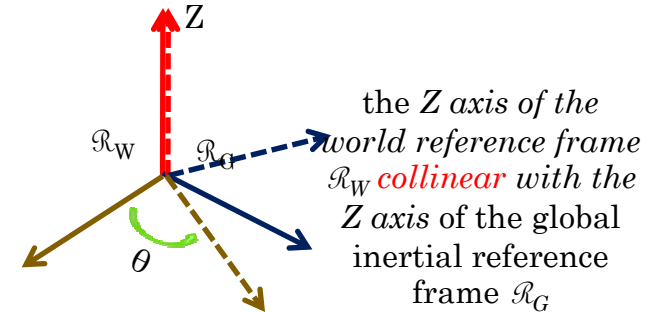 Z
ℛW
ℛG
θ
the Z axis of the
world reference frame
ℛW collinear with the
Z axis of the global
inertial reference
frame ℛG